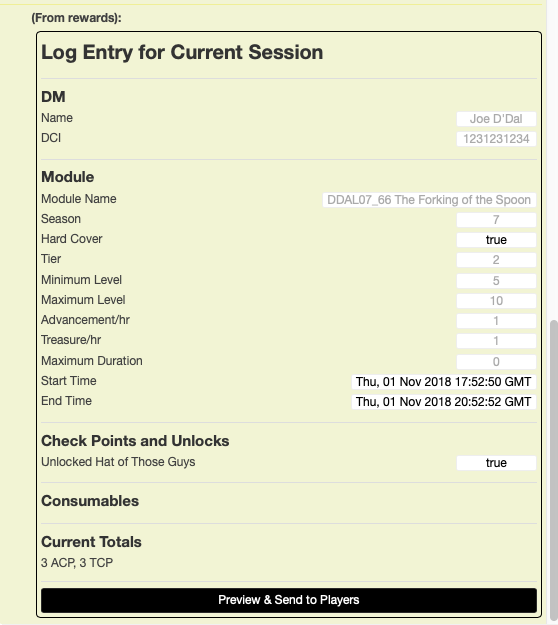 (From rewards):
Log Entry for Current Session
DM
Name Joe D'Dal
DCI 1231231234
Module
Module Name DDAL07_66 The Forking of the Spoon
Season 7
Hard Cover true
Tier 2
Minimum Level 5
Maximum Level 10
Advancement/hr 1
Treasure/hr 1
Maximum Duration 0
Start Time Thu, 01 Nov 2018 17:52:50 GMT
End Time Thu, 01 Nov 2018 20:52:52 GMT
Check Points and Unlocks
Unlocked Hat of Those Guys true
Consumables
Current Totals
3 ACP, 3 TCP
Preview & Send to Players